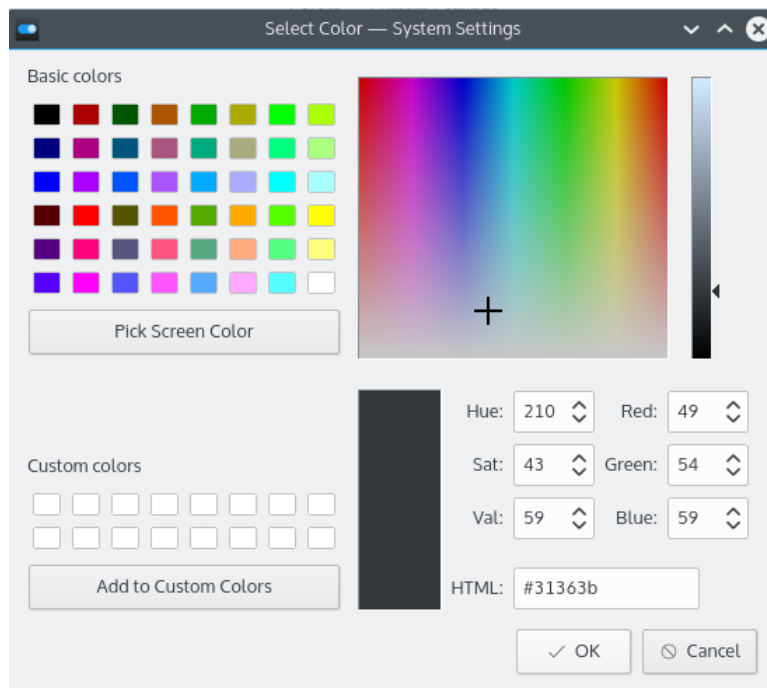 Select Color — System Settings
Basic colors
Pick Screen Color
Custom colors
Add to Custom Colors
Hue: 210 Red: 49
Sat: 43 Green: 54
Val: 59 Blue: 59
HTML: #31363b
OK Cancel